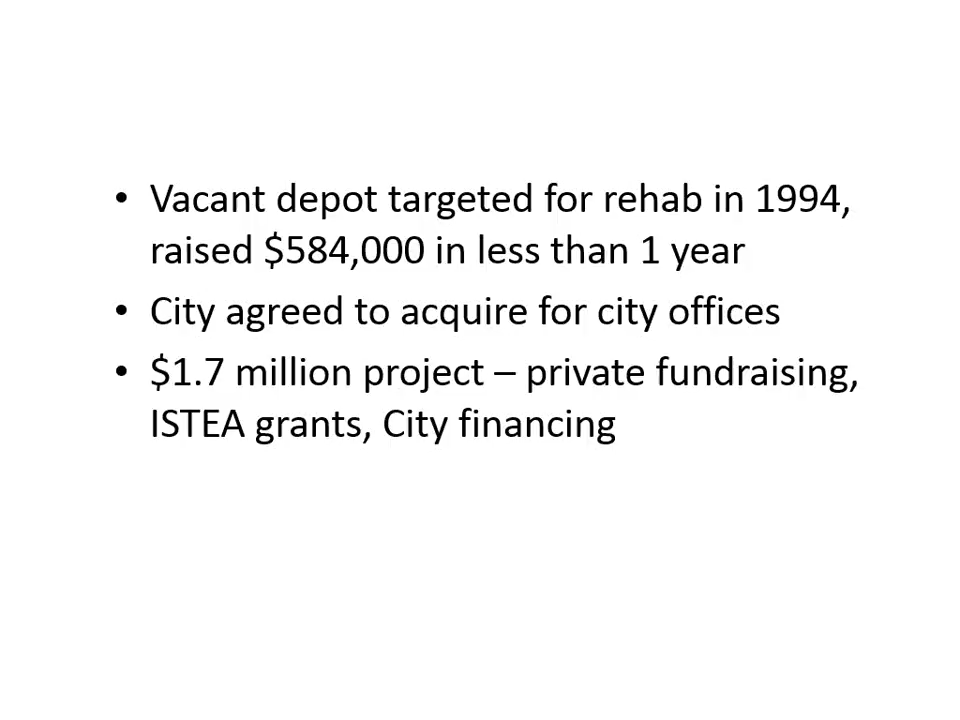 • Vacant depot targeted for rehab in 1994,
raised $584,000 in less than 1 year
• City agreed to acquire for city offices
• $1.7 million project – private fundraising,
ISTEA grants, City financing